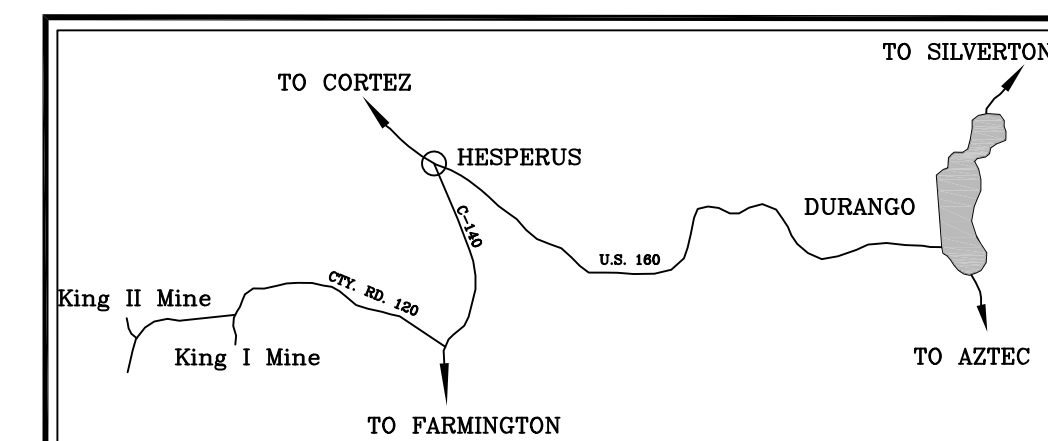 TO SILVERTON
TO CORTEZ
HESPERUS
DURANGO
C-140
U.S. 160
CTY. RD. 120
King II Mine
King I Mine
TO AZTEC
TO FARMINGTON